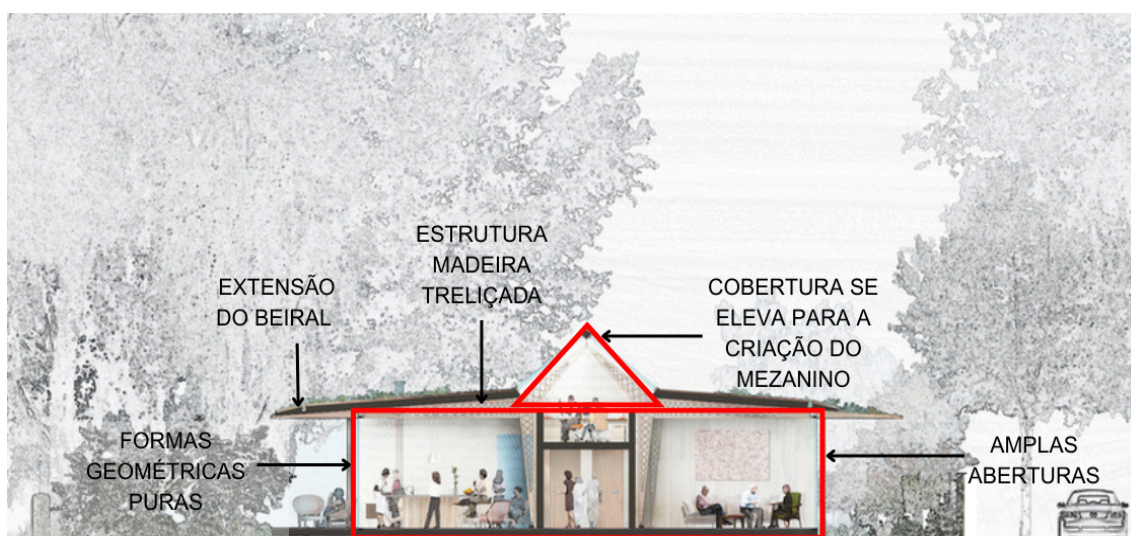 ESTRUTURA
MADEIRA
TRELIÇADA
EXTENSÃO
DO BEIRAL
COBERTURA SE
ELEVA PARA A
CRIAÇÃO DO
MEZANINO
FORMAS
GEOMÉTRICAS
PURAS
AMPLAS
ABERTURAS